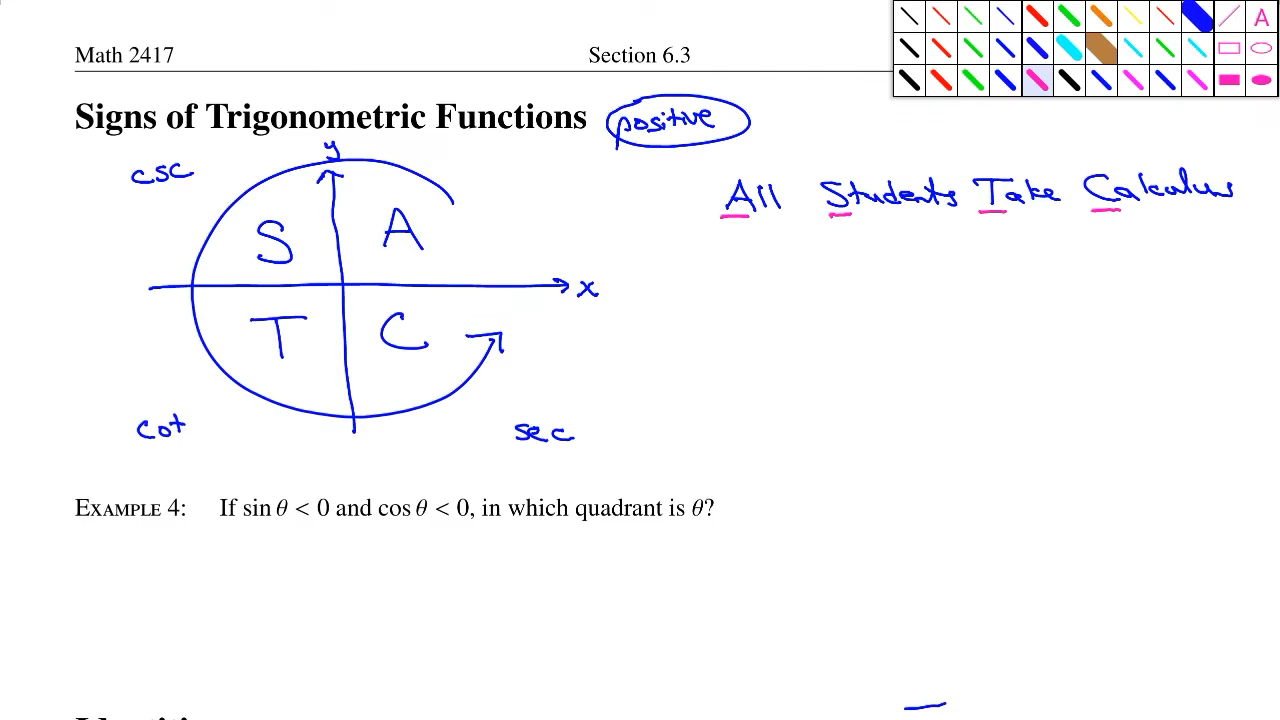 Math 2417 Section 6.3
A
Signs of Trigonometric Functions positive
y
csc
All Students Take Calculus
S A
x
T C
cot sec
EXAMPLE 4: If sin θ < 0 and cos θ < 0, in which quadrant is θ?